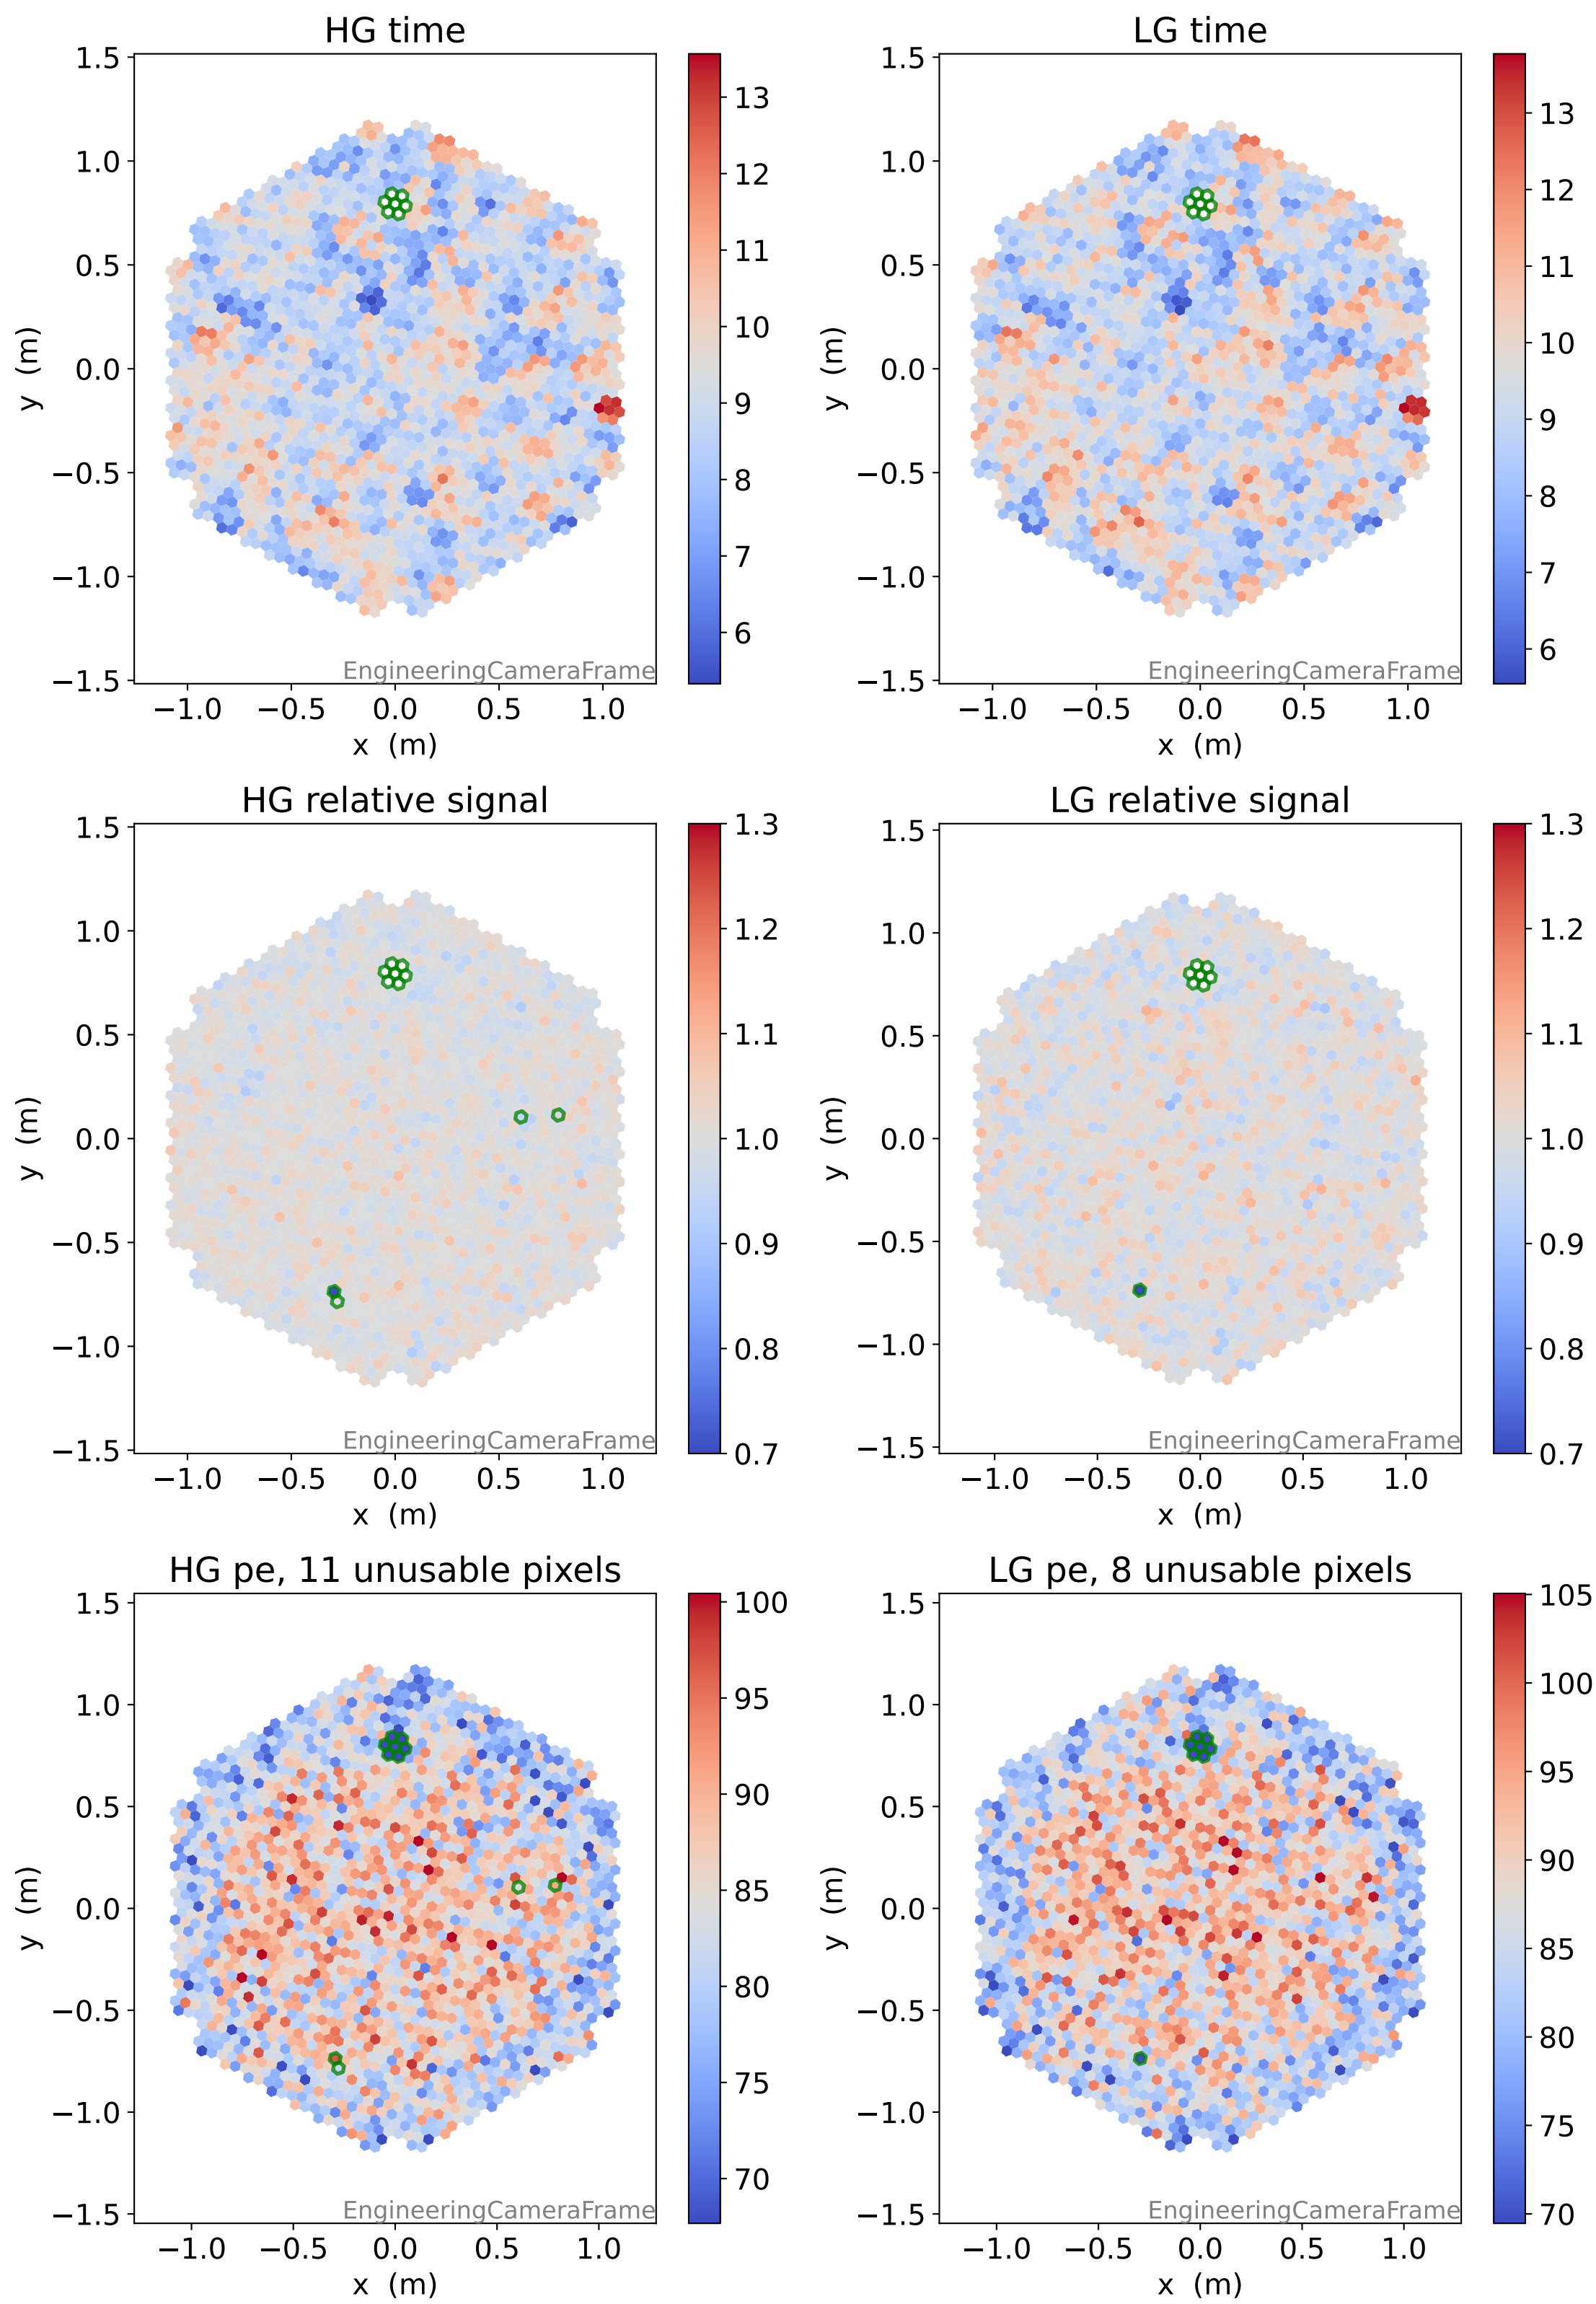 HG time
1.5
1.0
0.5
0.0
−0.5
−1.0
−1.5
y (m)
−1.0 −0.5 0.0 0.5 1.0
x (m)
EngineeringCameraFrame
13
12
11
10
9
8
7
6
LG time
1.5
1.0
0.5
0.0
−0.5
−1.0
−1.5
y (m)
−1.0 −0.5 0.0 0.5 1.0
x (m)
EngineeringCameraFrame
13
12
11
10
9
8
7
6
HG relative signal
1.5
1.0
0.5
0.0
−0.5
−1.0
−1.5
y (m)
−1.0 −0.5 0.0 0.5 1.0
x (m)
EngineeringCameraFrame
1.3
1.2
1.1
1.0
0.9
0.8
0.7
LG relative signal
1.5
1.0
0.5
0.0
−0.5
−1.0
−1.5
y (m)
−1.0 −0.5 0.0 0.5 1.0
x (m)
EngineeringCameraFrame
1.3
1.2
1.1
1.0
0.9
0.8
0.7
HG pe, 11 unusable pixels
1.5
1.0
0.5
0.0
−0.5
−1.0
−1.5
y (m)
−1.0 −0.5 0.0 0.5 1.0
x (m)
EngineeringCameraFrame
100
95
90
85
80
75
70
LG pe, 8 unusable pixels
1.5
1.0
0.5
0.0
−0.5
−1.0
−1.5
y (m)
−1.0 −0.5 0.0 0.5 1.0
x (m)
EngineeringCameraFrame
105
100
95
90
85
80
75
70